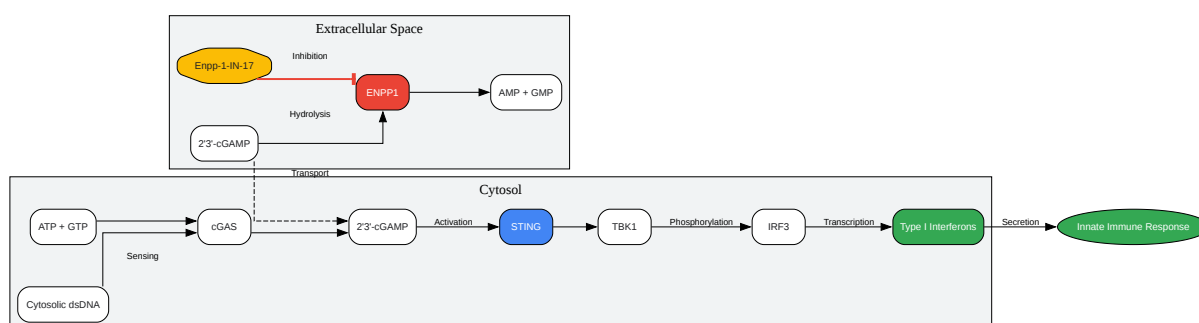 Extracellular Space
Inhibition
Enpp-1-IN-17
ENPP1
AMP + GMP
Hydrolysis
2'3'-cGAMP
Transport
Cytosol
ATP + GTP
cGAS
2'3'-cGAMP
Activation
STING
TBK1
Phosphorylation
IRF3
Transcription
Type I Interferons
Secretion
Innate Immune Response
Sensing
Cytosolic dsDNA